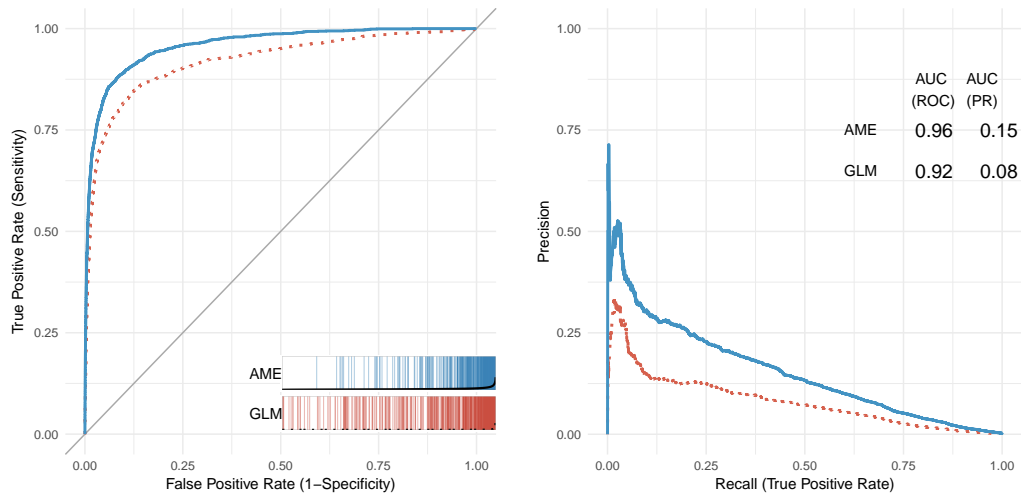 True Positive Rate (Sensitivity)
1.00
0.75
0.50
0.25
0.00
AME
GLM
0.00 0.25 0.50 0.75 1.00
False Positive Rate (1−Specificity)
Precision
1.00
0.75
0.50
0.25
0.00
AUC AUC
(ROC) (PR)
AME 0.96 0.15
GLM 0.92 0.08
0.00 0.25 0.50 0.75 1.00
Recall (True Positive Rate)